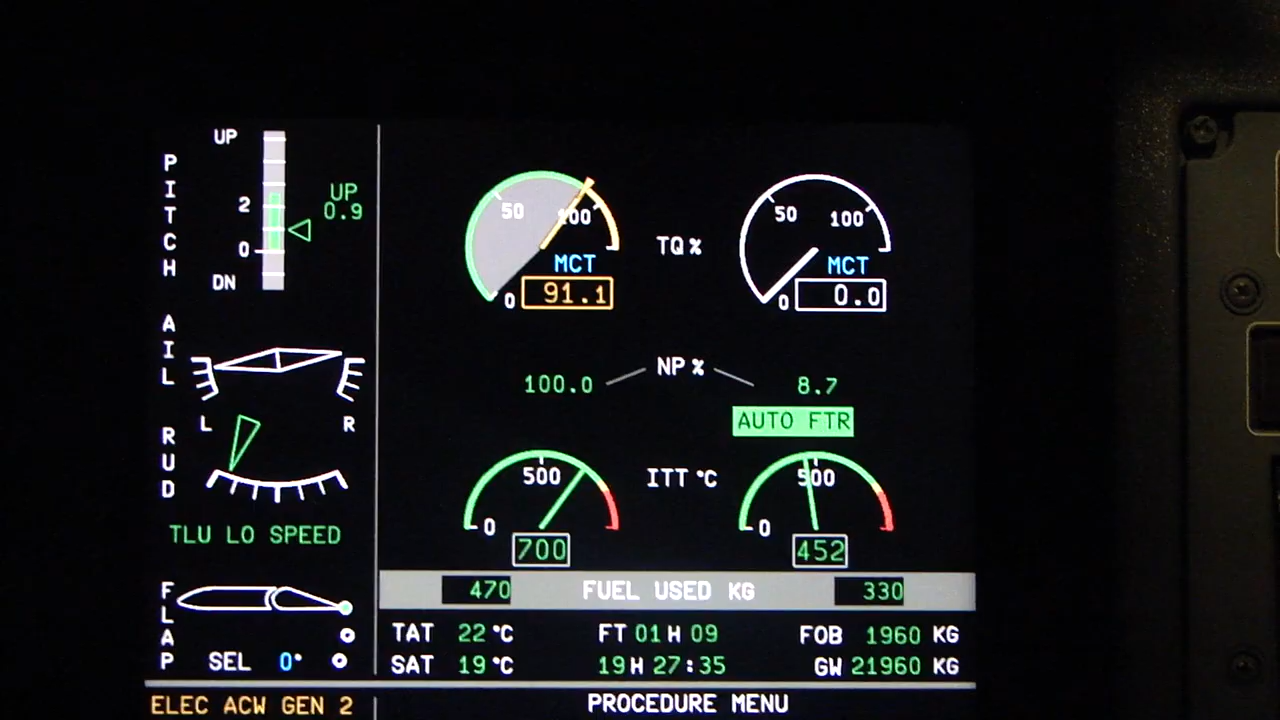 PITCH
UP
2
0
DN
UP
0.9
AIL
L
R
RUD
TLU LO SPEED
FLAP
SEL 0°
ELEC ACW GEN 2
50
100
MCT
0
91.1
TQ %
50
100
MCT
0
0.0
100.0
NP %
8.7
AUTO FTR
500
0
700
ITT °C
500
0
452
470 FUEL USED KG 330
TAT 22 °C FT 01 H 09 FOB 1960 KG
SAT 19 °C 19 H 27:35 GW 21960 KG
PROCEDURE MENU